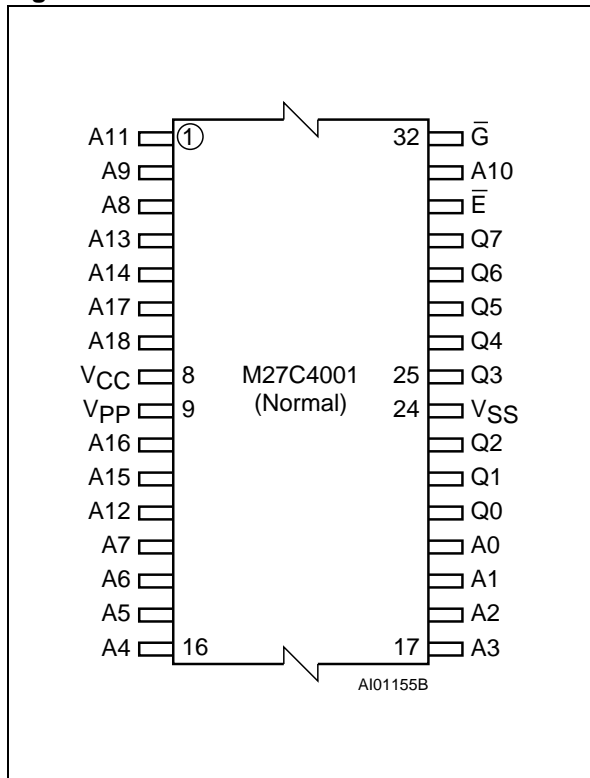 A11 1 32 G̅
A9 A10
A8 E̅
A13 Q7
A14 Q6
A17 Q5
A18 Q4
VCC 8 M27C4001 25 Q3
VPP 9 (Normal) 24 VSS
A16 Q2
A15 Q1
A12 Q0
A7 A0
A6 A1
A5 A2
A4 16 17 A3
AI01155B